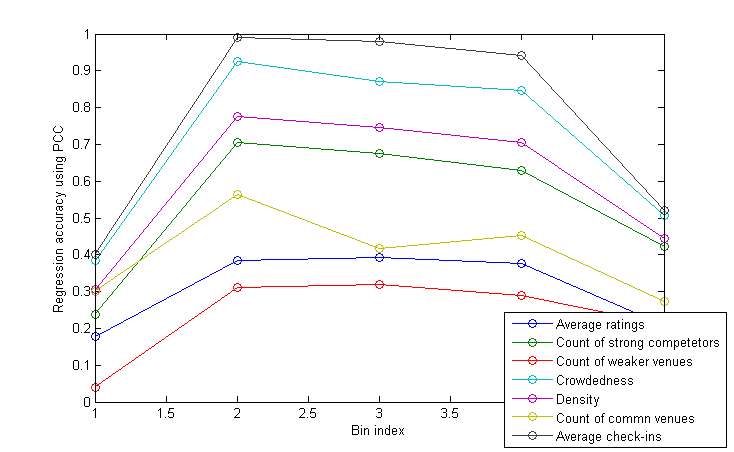 1
0.9
0.8
0.7
0.6
0.5
0.4
0.3
0.2
0.1
0
Regression accuracy using PCC
1 1.5 2 2.5 3 3.5
Bin index
Average ratings
Count of strong competetors
Count of weaker venues
Crowdedness
Density
Count of commn venues
Average check-ins